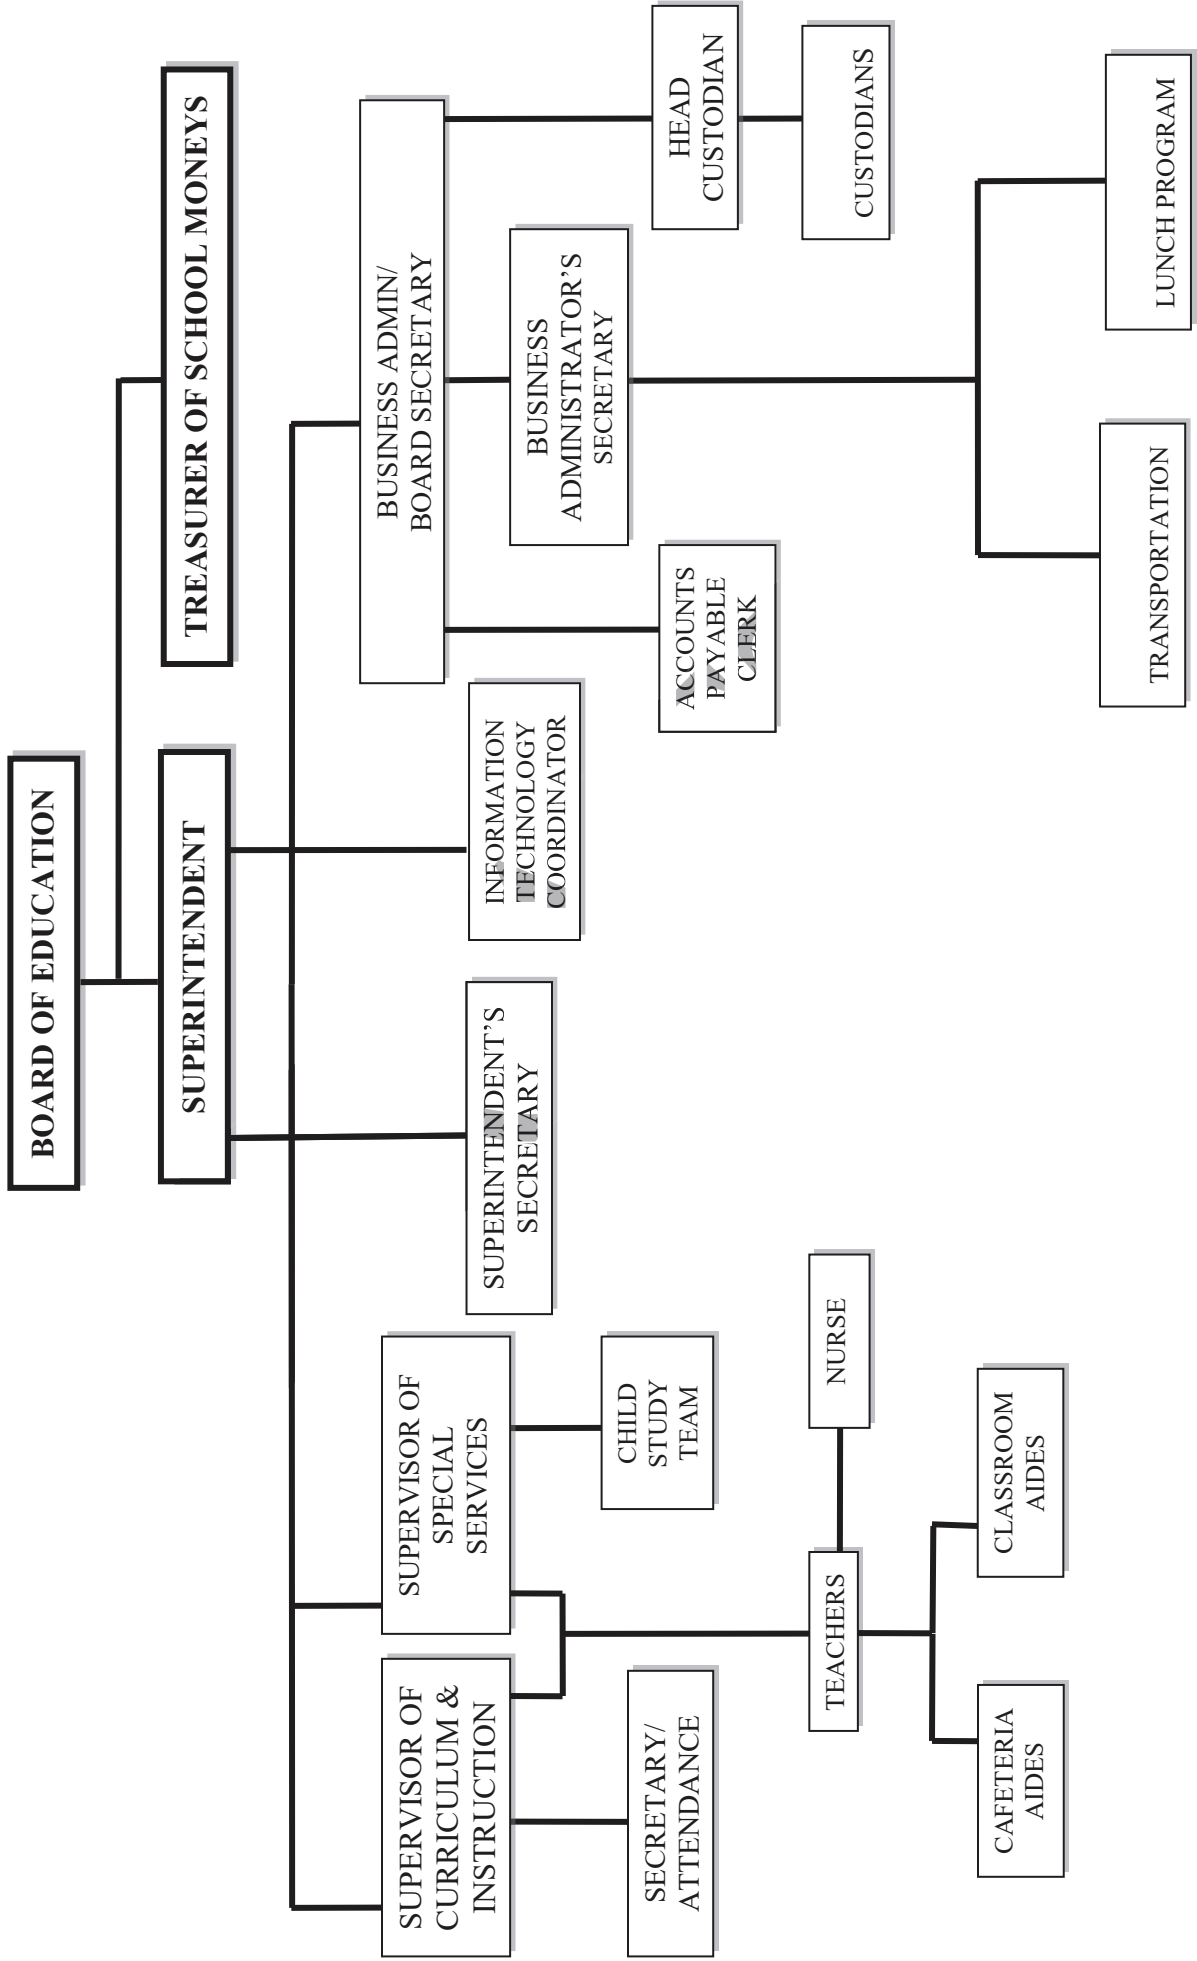 BOARD OF EDUCATION
SUPERINTENDENT
TREASURER OF SCHOOL MONEYS
SUPERVISOR OF
CURRICULUM &
INSTRUCTION
SUPERVISOR OF
SPECIAL
SERVICES
SUPERINTENDENT'S
SECRETARY
INFORMATION
TECHNOLOGY
COORDINATOR
BUSINESS ADMIN/
BOARD SECRETARY
SECRETARY/
ATTENDANCE
CHILD
STUDY
TEAM
ACCOUNTS
PAYABLE
CLERK
BUSINESS
ADMINISTRATOR'S
SECRETARY
HEAD
CUSTODIAN
CUSTODIANS
TEACHERS
NURSE
CAFETERIA
AIDES
CLASSROOM
AIDES
TRANSPORTATION
LUNCH PROGRAM